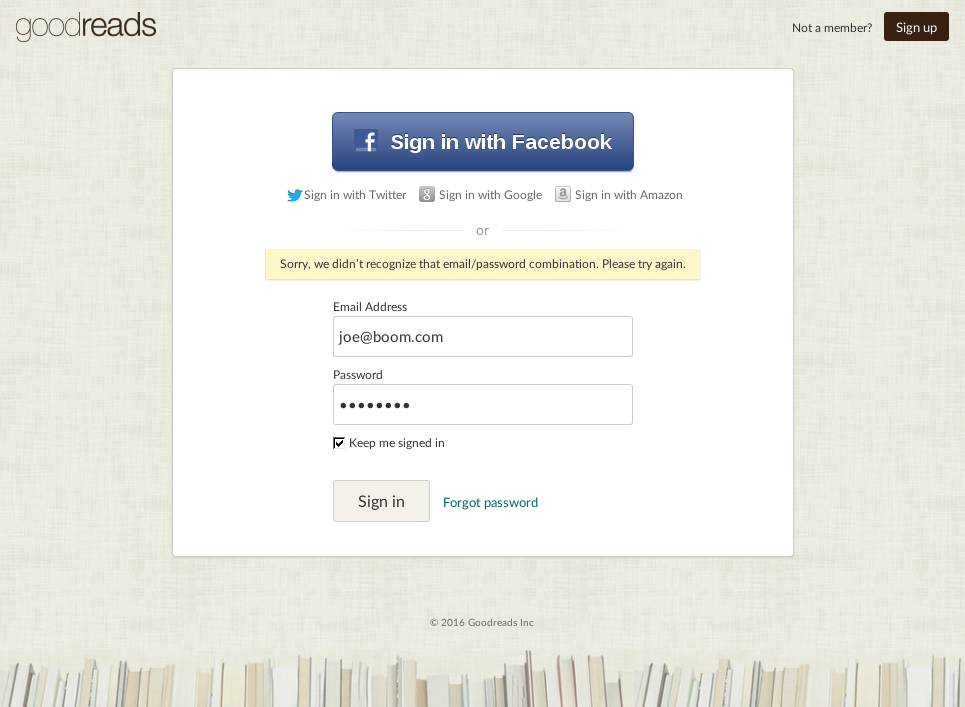 goodreads
Not a member? Sign up
f Sign in with Facebook
Sign in with Twitter g Sign in with Google a Sign in with Amazon
or
Sorry, we didn't recognize that email/password combination. Please try again.
Email Address
joe@boom.com
Password
••••••••
Keep me signed in
Sign in Forgot password
© 2016 Goodreads Inc